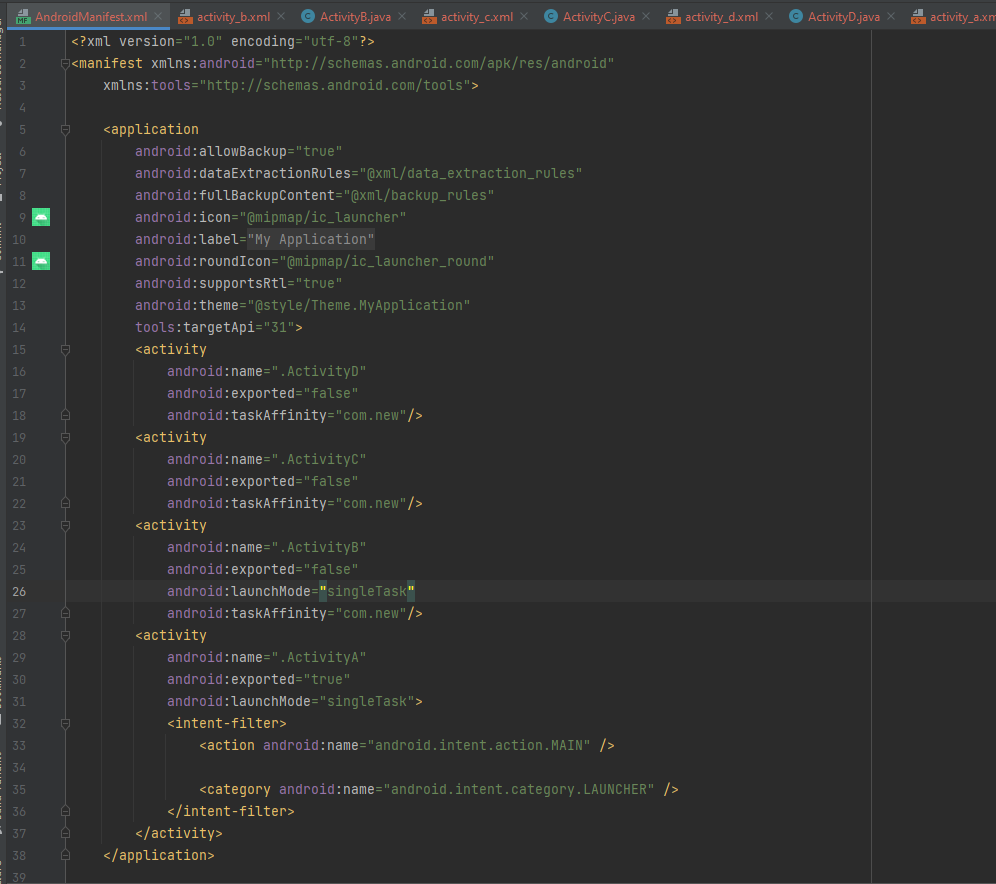 AndroidManifest.xml activity_b.xml ActivityB.java activity_c.xml ActivityC.java activity_d.xml ActivityD.java
1 <?xml version="1.0" encoding="utf-8"?>
2 <manifest xmlns:android="http://schemas.android.com/apk/res/android"
3 xmlns:tools="http://schemas.android.com/tools">
4
5 <application
6 android:allowBackup="true"
7 android:dataExtractionRules="@xml/data_extraction_rules"
8 android:fullBackupContent="@xml/backup_rules"
9 android:icon="@mipmap/ic_launcher"
10 android:label="My Application"
11 android:roundIcon="@mipmap/ic_launcher_round"
12 android:supportsRtl="true"
13 android:theme="@style/Theme.MyApplication"
14 tools:targetApi="31">
15 <activity
16 android:name=".ActivityD"
17 android:exported="false"
18 android:taskAffinity="com.new"/>
19 <activity
20 android:name=".ActivityC"
21 android:exported="false"
22 android:taskAffinity="com.new"/>
23 <activity
24 android:name=".ActivityB"
25 android:exported="false"
26 android:launchMode="singleTask"
27 android:taskAffinity="com.new"/>
28 <activity
29 android:name=".ActivityA"
30 android:exported="true"
31 android:launchMode="singleTask">
32 <intent-filter>
33 <action android:name="android.intent.action.MAIN" />
34
35 <category android:name="android.intent.category.LAUNCHER" />
36 </intent-filter>
37 </activity>
38 </application>
39